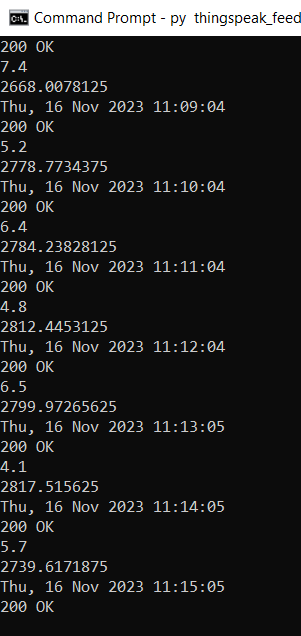 Command Prompt - py thingspeak_feed
200 OK
7.4
2668.0078125
Thu, 16 Nov 2023 11:09:04
200 OK
5.2
2778.7734375
Thu, 16 Nov 2023 11:10:04
200 OK
6.4
2784.23828125
Thu, 16 Nov 2023 11:11:04
200 OK
4.8
2812.4453125
Thu, 16 Nov 2023 11:12:04
200 OK
6.5
2799.97265625
Thu, 16 Nov 2023 11:13:05
200 OK
4.1
2817.515625
Thu, 16 Nov 2023 11:14:05
200 OK
5.7
2739.6171875
Thu, 16 Nov 2023 11:15:05
200 OK